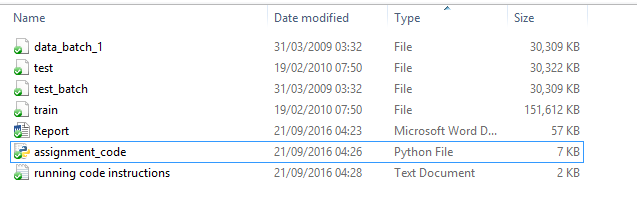 Name Date modified Type Size
data_batch_1 31/03/2009 03:32 File 30,309 KB
test 19/02/2010 07:50 File 30,322 KB
test_batch 31/03/2009 03:32 File 30,309 KB
train 19/02/2010 07:50 File 151,612 KB
Report 21/09/2016 04:23 Microsoft Word D... 57 KB
assignment_code 21/09/2016 04:26 Python File 7 KB
running code instructions 21/09/2016 04:28 Text Document 2 KB